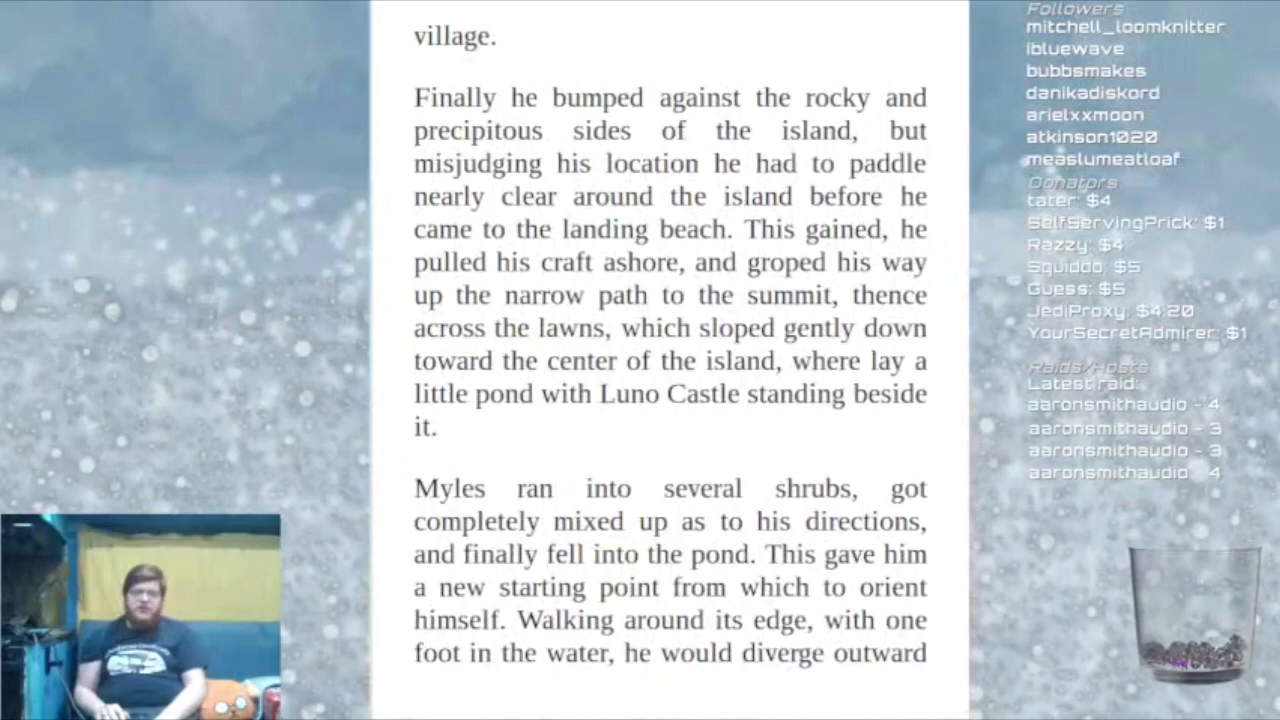 village.
Finally he bumped against the rocky and
precipitous sides of the island, but
misjudging his location he had to paddle
nearly clear around the island before he
came to the landing beach. This gained, he
pulled his craft ashore, and groped his way
up the narrow path to the summit, thence
across the lawns, which sloped gently down
toward the center of the island, where lay a
little pond with Luno Castle standing beside
it.
Myles ran into several shrubs, got
completely mixed up as to his directions,
and finally fell into the pond. This gave him
a new starting point from which to orient
himself. Walking around its edge, with one
foot in the water, he would diverge outward
Followers
mitchell_loomknitter
ibluewave
bubbsmakes
danikadiskord
arielxxmoon
atkinson1020
measlumeatloaf
Donators
tater: $4
SelfServingPrick: $1
Razzy: $4
Squidoo: $5
Guess: $5
JediProxy: $4.20
YourSecretAdmirer: $1
Raids/Hosts
Latest raid:
aaronsmithaudio - 4
aaronsmithaudio - 3
aaronsmithaudio - 3
aaronsmithaudio - 4